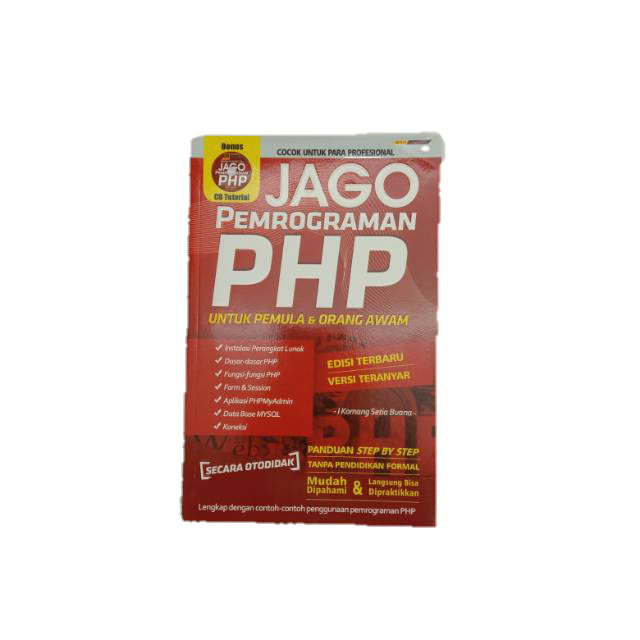 Bonus
JAGO
PEMROGRAMAN
PHP
CD Tutorial
COCOK UNTUK PARA PROFESIONAL
JAGO
PEMROGRAMAN
PHP
UNTUK PEMULA & ORANG AWAM
✓ Instalasi Perangkat Lunak
✓ Dasar-dasar PHP
✓ Fungsi-fungsi PHP
✓ Form & Session
✓ Aplikasi PHPMyAdmin
✓ Data Base MYSQL
✓ Koneksi
EDISI TERBARU
VERSI TERANYAR
- I Komang Setia Buana -
SECARA OTODIDAK
PANDUAN STEP BY STEP
TANPA PENDIDIKAN FORMAL
Mudah Dipahami & Langsung Bisa Dipraktikkan
Lengkap dengan contoh-contoh penggunaan pemrograman PHP